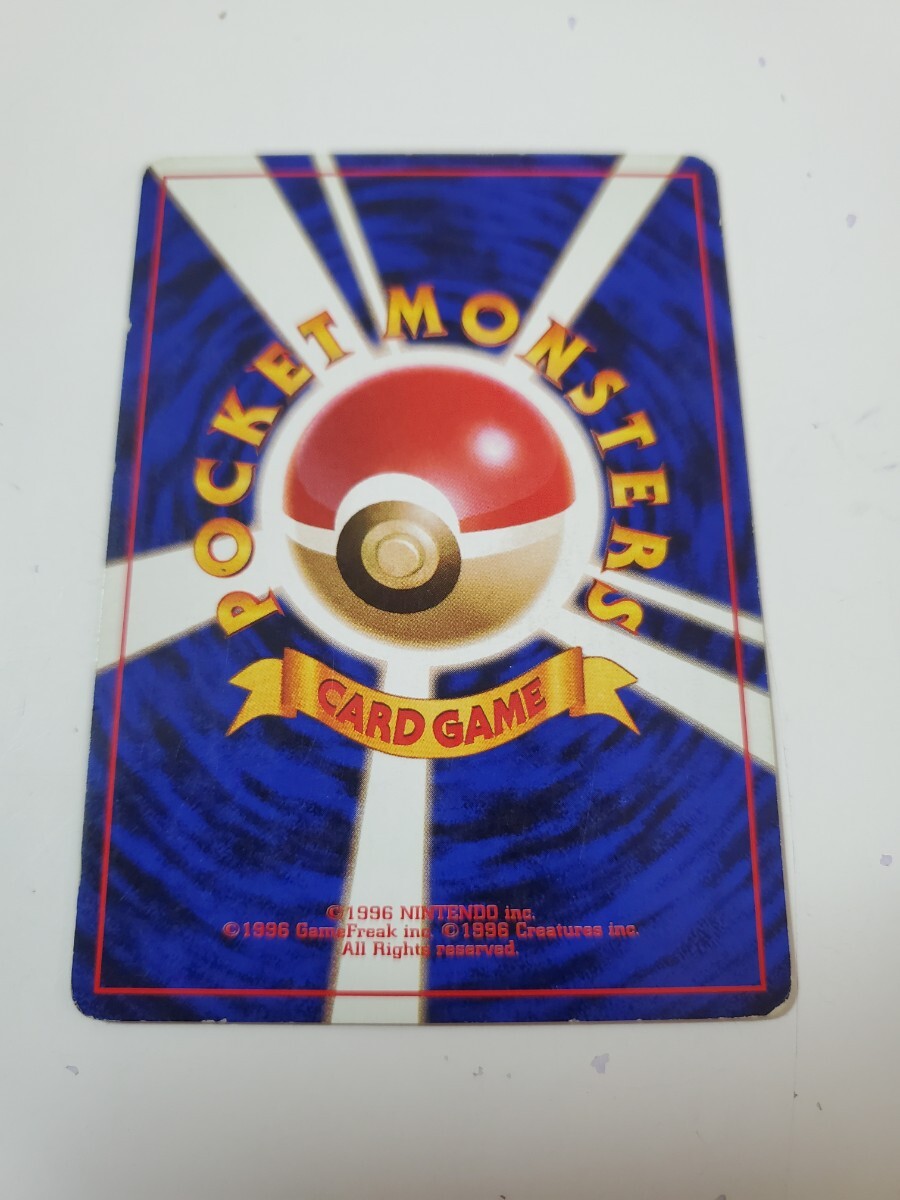 POCKET MONSTERS
CARD GAME
©1996 NINTENDO inc.
©1996 GameFreak inc. ©1996 Creatures inc.
All Rights reserved.